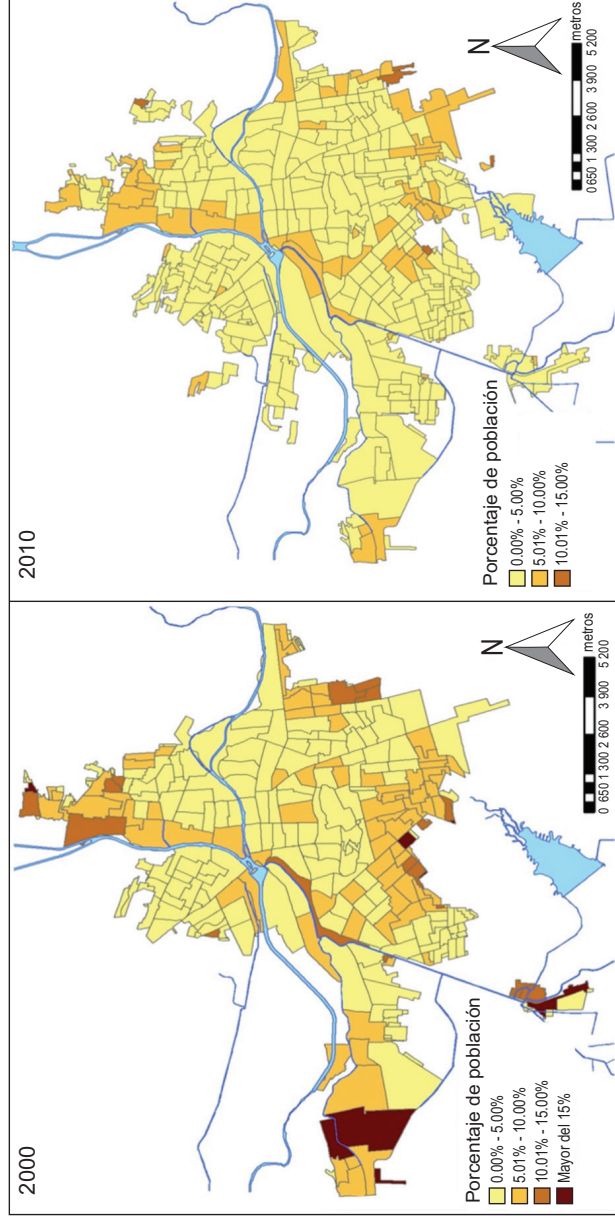 2000
Porcentaje de población
0.00% - 5.00%
5.01% - 10.00%
10.01% - 15.00%
Mayor del 15%
N
metros
0 650 1 300 2 600 3 900 5 200
2010
Porcentaje de población
0.00% - 5.00%
5.01% - 10.00%
10.01% - 15.00%
N
metros
0 650 1 300 2 600 3 900 5 200